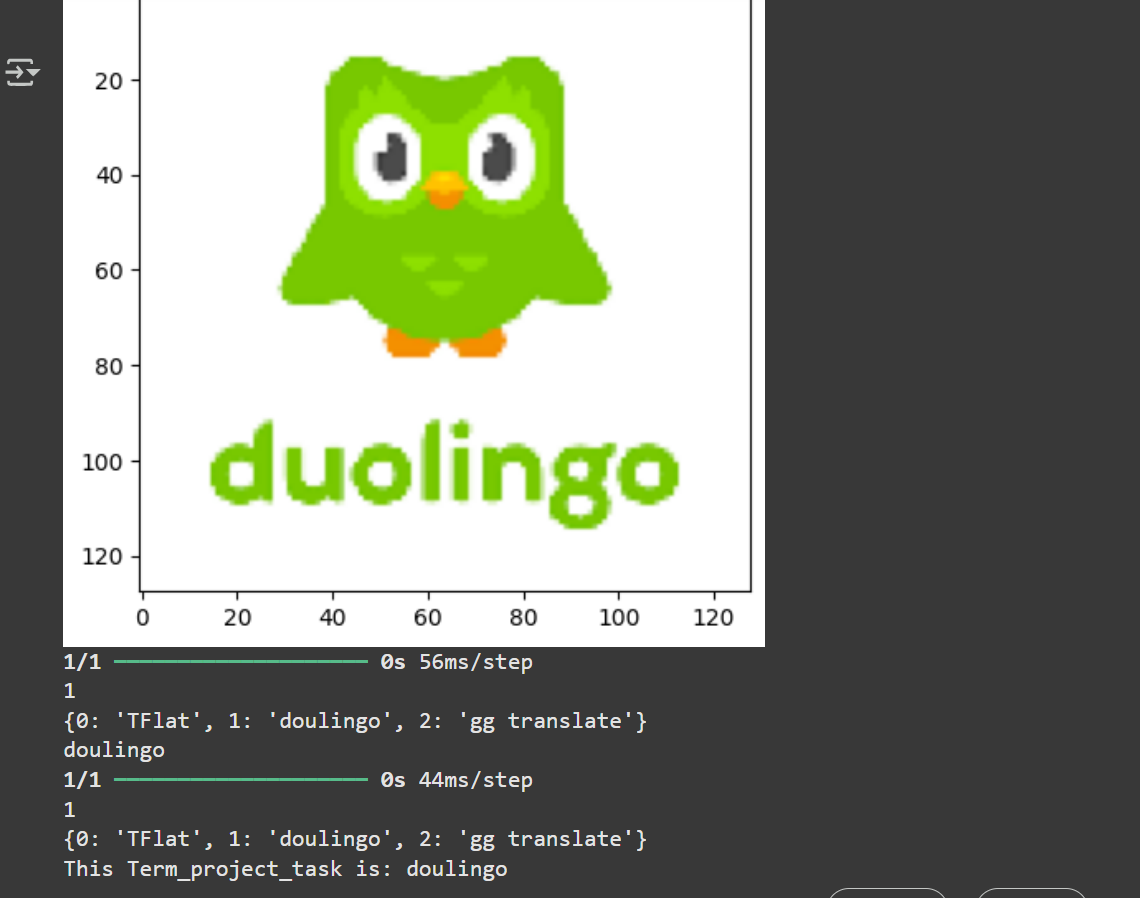 20
40
60
80
duolingo
100
120
0 20 40 60 80 100 120
1/1 0s 56ms/step
1
{0: 'TFlat', 1: 'doulingo', 2: 'gg translate'}
doulingo
1/1 0s 44ms/step
1
{0: 'TFlat', 1: 'doulingo', 2: 'gg translate'}
This Term_project_task is: doulingo